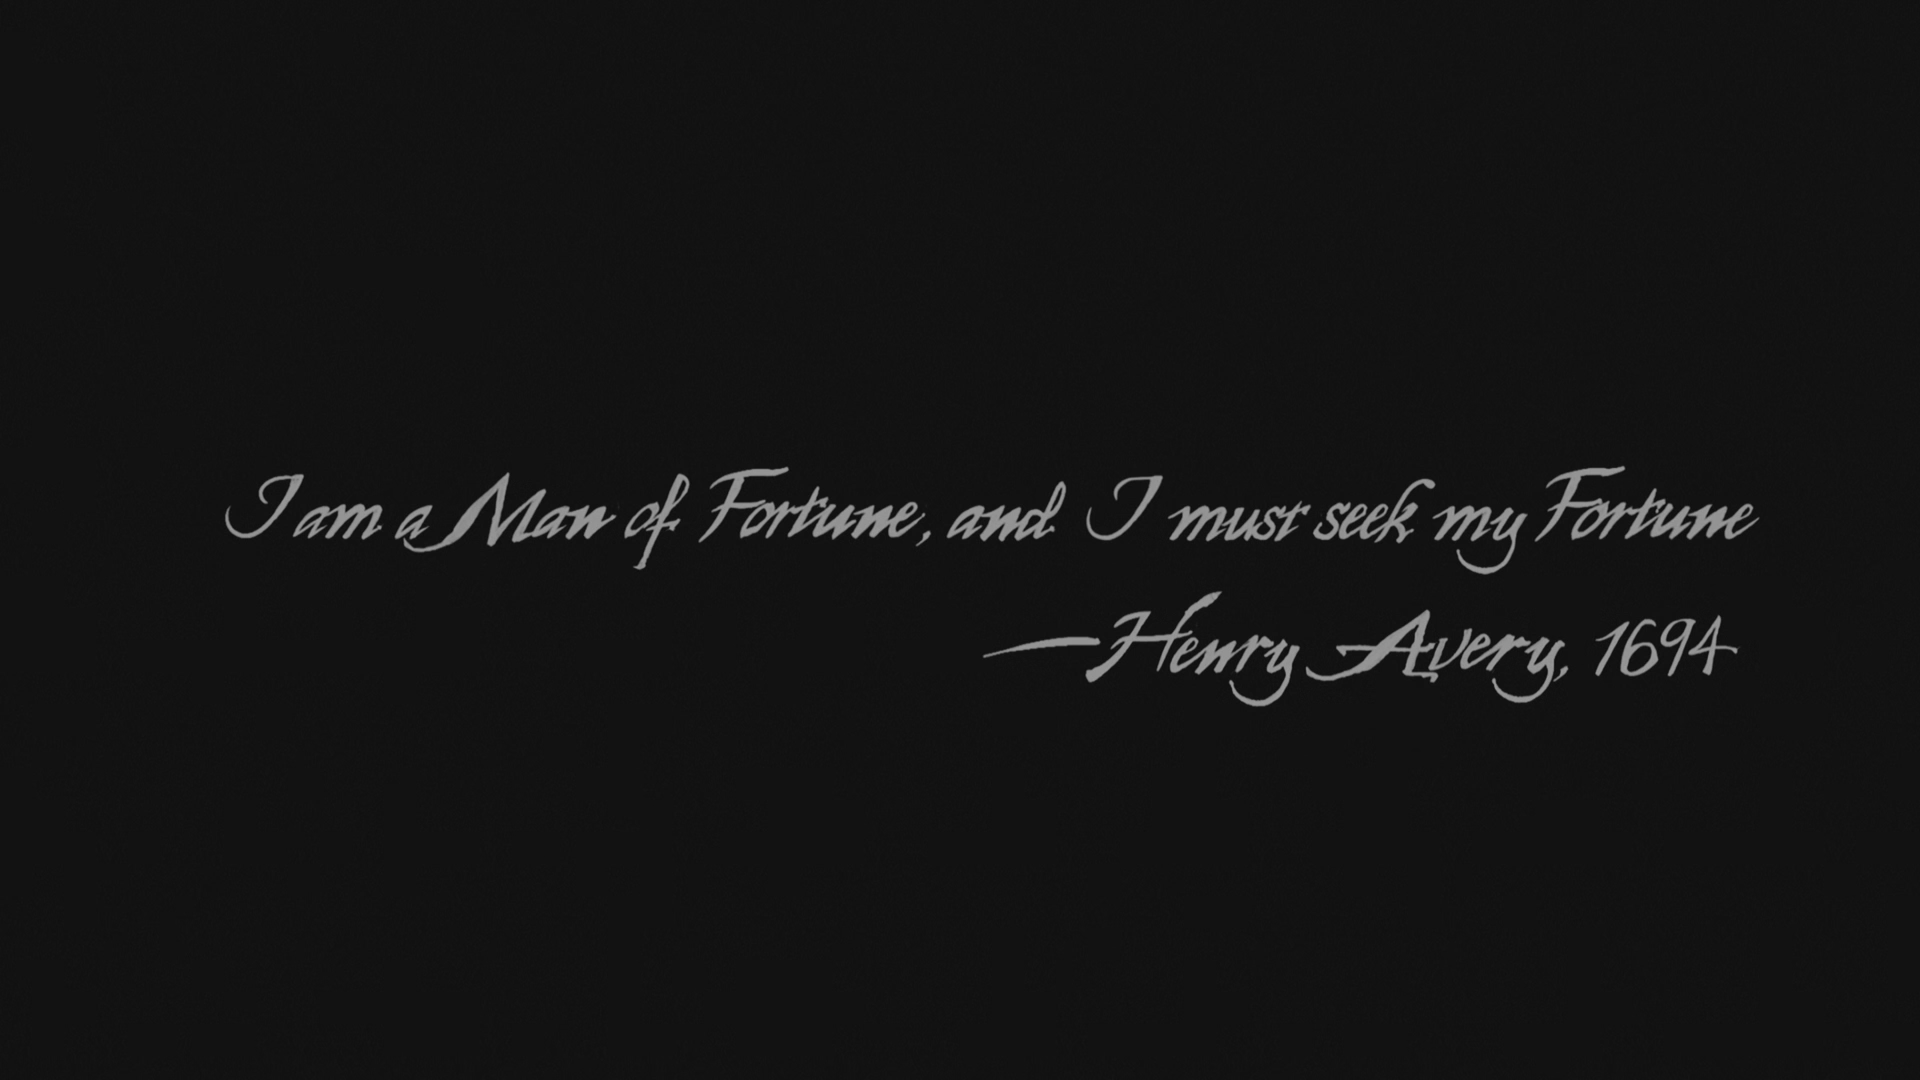 I am a Man of Fortune, and I must seek my Fortune
—Henry Avery, 1694